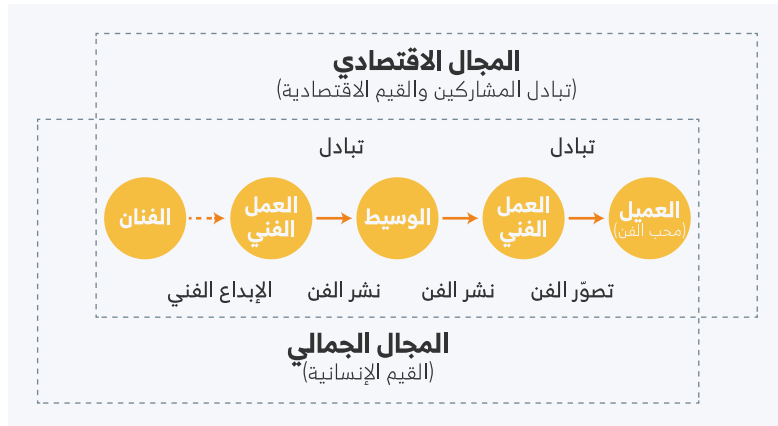 المجال الاقتصادي
(تبادل المشاركين والقيم الاقتصادية)
تبادل
تبادل
الفنان
العمل
الفني
الوسيط
العمل
الفني
العميل
(محب الفن)
الإبداع الفني
نشر الفن
نشر الفن
تصوّر الفن
المجال الجمالي
(القيم الإنسانية)